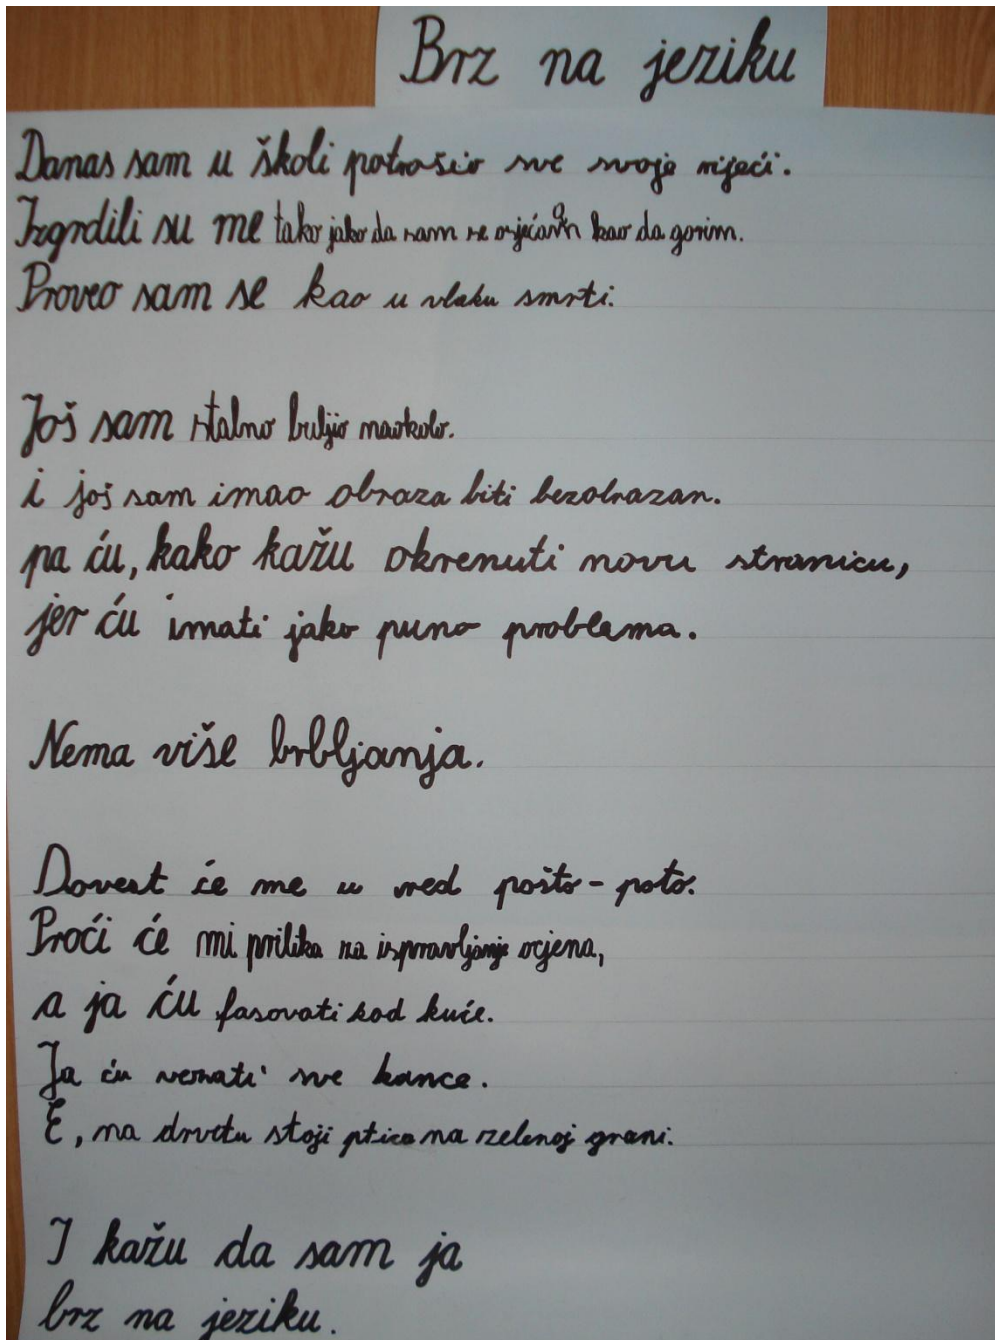 Brz na jeziku
Danas sam u školi potrošio sve svoje riječi.
Izgrdili su me tako jako da sam se osjećao kao da gorim.
Proveo sam se kao u vlaku smrti.
Još sam stalno buljio naokolo.
i još sam imao obraza biti bezobrazan.
pa ću, kako kažu okrenuti novu stranicu,
jer ću imati jako puno problema.
Nema više brbljanja.
Dovest će me u red pošto-poto.
Proći će mi prilika na ispravljanje ocjena,
a ja ću fasovati kod kuće.
Ja ću vezati sve konce.
E, na drvetu stoji ptica na zelenoj grani.
I kažu da sam ja
brz na jeziku.